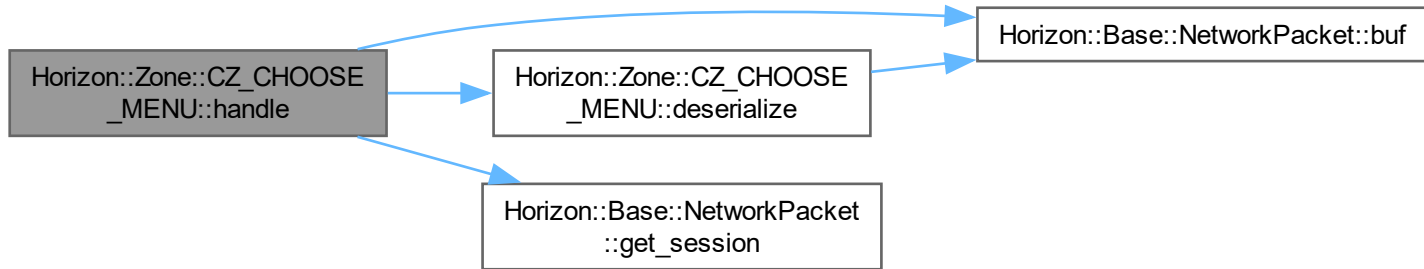 Horizon::Zone::CZ_CHOOSE
_MENU::handle
Horizon::Zone::CZ_CHOOSE
_MENU::deserialize
Horizon::Base::NetworkPacket::buf
Horizon::Base::NetworkPacket
::get_session